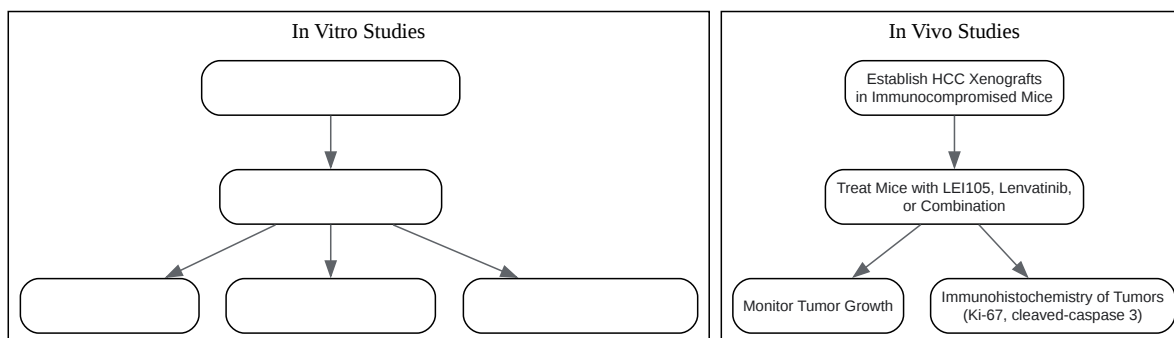 In Vitro Studies
In Vivo Studies
Establish HCC Xenografts
in Immunocompromised Mice
Treat Mice with LEI105, Lenvatinib,
or Combination
Monitor Tumor Growth
Immunohistochemistry of Tumors
(Ki-67, cleaved-caspase 3)